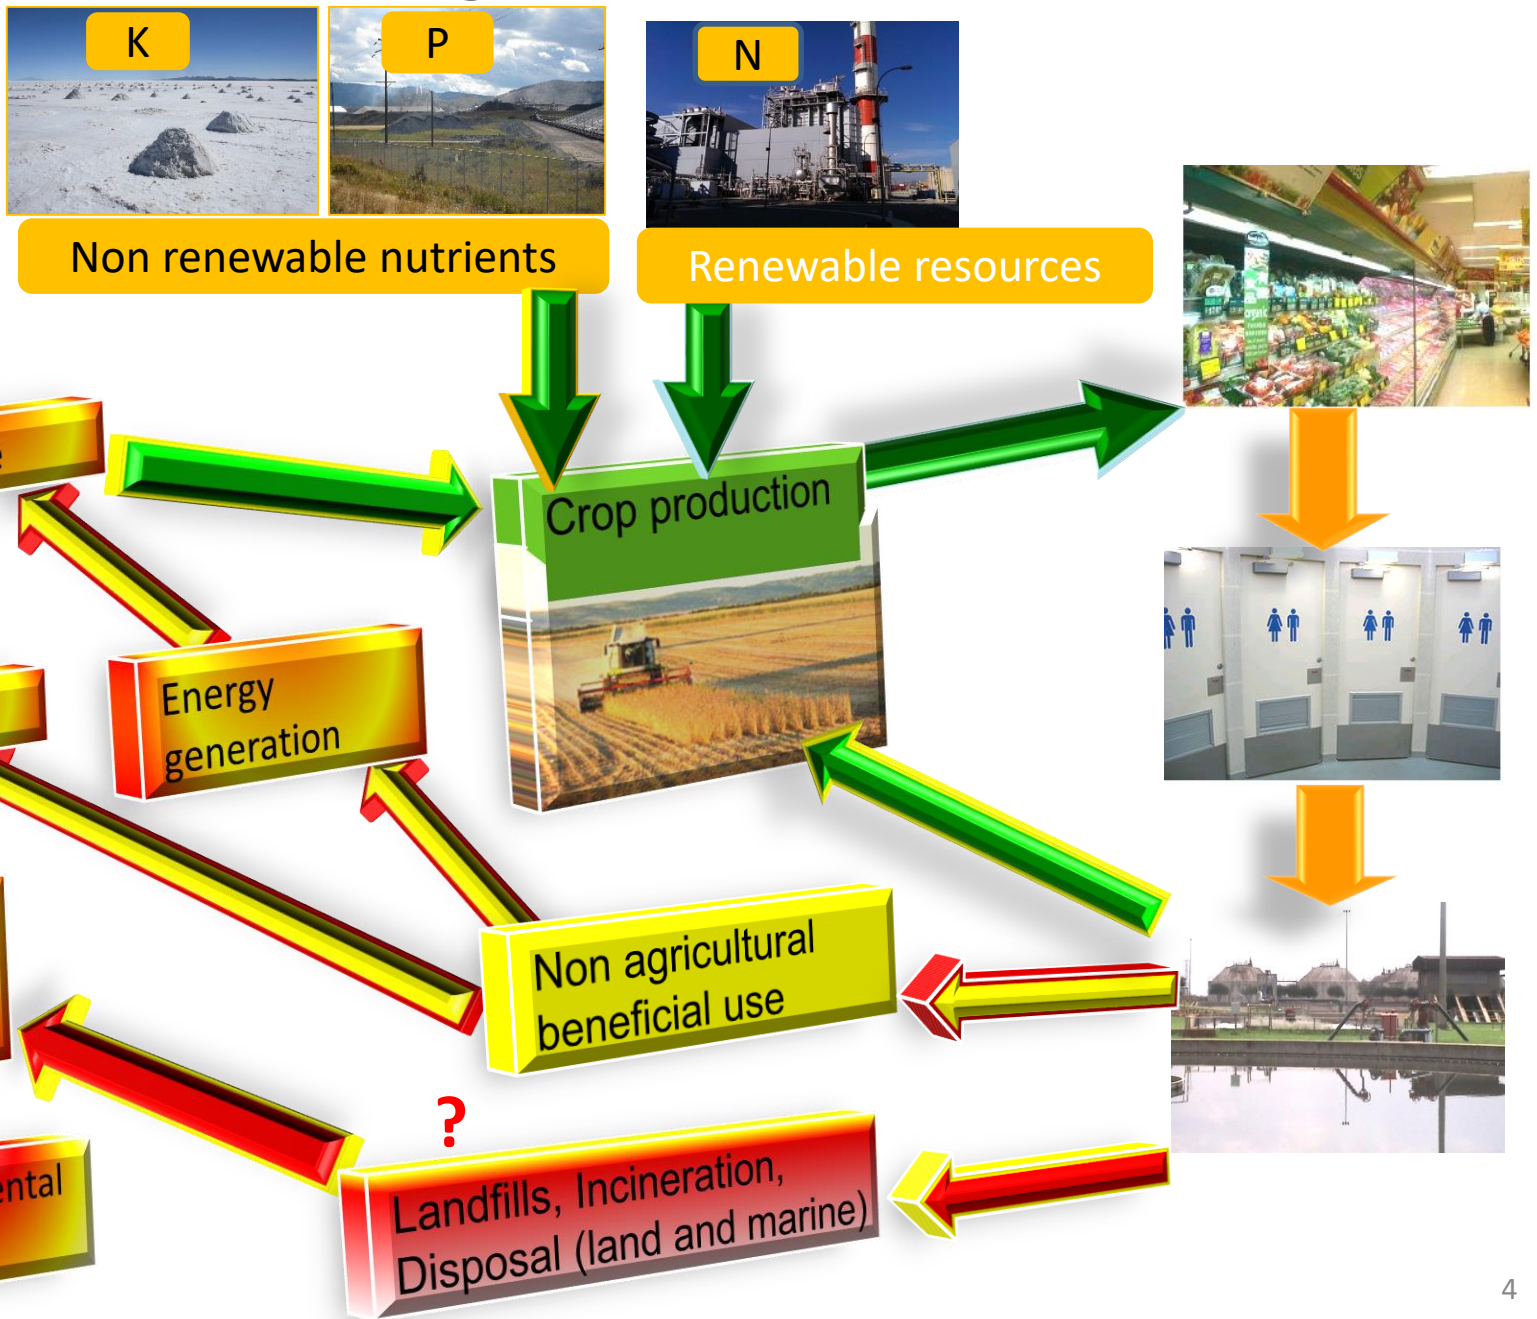 K
P
N
Non renewable nutrients
Renewable resources
Crop production
Energy
generation
Non agricultural
beneficial use
?
Landfills, Incineration,
Disposal (land and marine)
organic
4